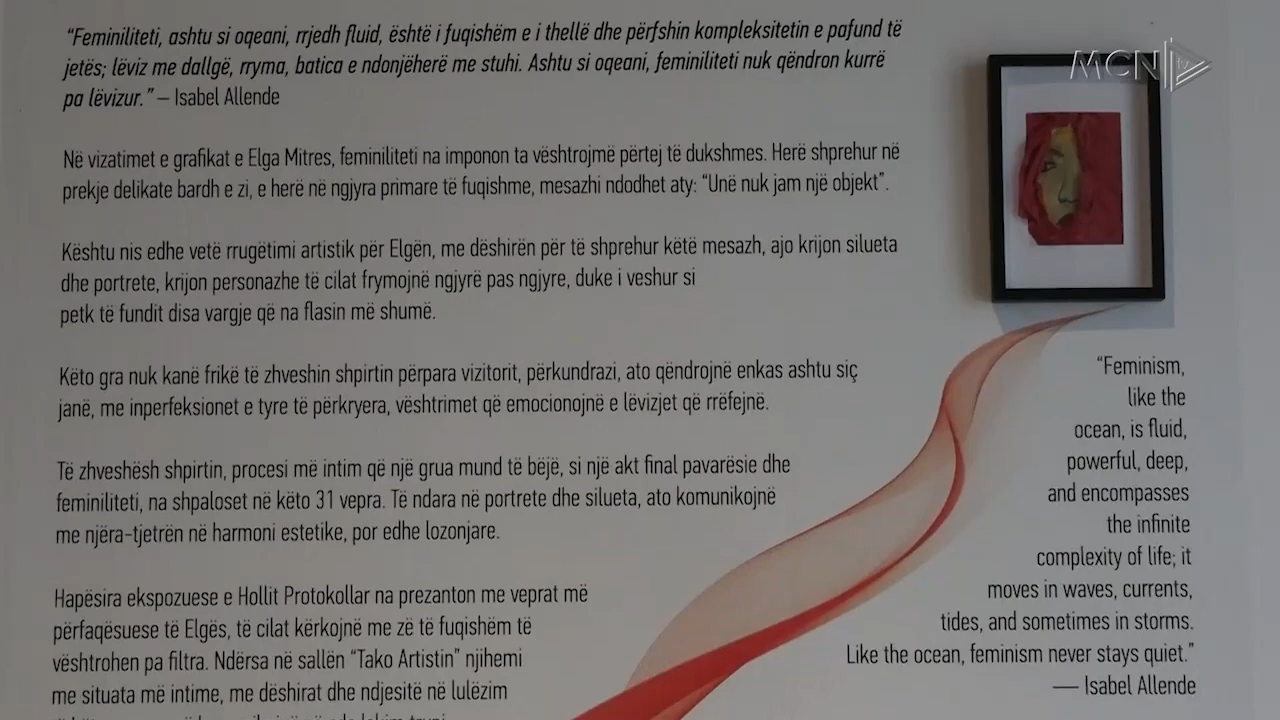 “Feminiliteti, ashtu si oqeani, rrjedh fluid, është i fuqishëm e i thellë dhe përfshin kompleksitetin e pafund të
jetës; lëviz me dallgë, rryma, batica e ndonjëherë me stuhi. Ashtu si oqeani, feminiliteti nuk qëndron kurrë
pa lëvizur.” – Isabel Allende
Në vizatimet e grafikat e Elga Mitres, feminiliteti na imponon ta vështrojmë përtej të dukshmes. Herë shprehur në
prekje delikate bardh e zi, e herë në ngjyra primare të fuqishme, mesazhi ndodhet aty: “Unë nuk jam një objekt”.
Kështu nis edhe vetë rrugëtimi artistik për Elgën, me dëshirën për të shprehur këtë mesazh, ajo krijon silueta
dhe portrete, krijon personazhe të cilat frymojnë ngjyrë pas ngjyre, duke i veshur si
petk të fundit disa vargje që na flasin më shumë.
Këto gra nuk kanë frikë të zhveshin shpirtin përpara vizitorit, përkundrazi, ato qëndrojnë enkas ashtu siç
janë, me inperfeksionet e tyre të përkryera, vështrimet që emocionojnë e lëvizjet që rrëfejnë.
Të zhveshësh shpirtin, procesi më intim që një grua mund të bëjë, si një akt final pavarësie dhe
feminiliteti, na shpaloset në këto 31 vepra. Të ndara në portrete dhe silueta, ato komunikojnë
me njëra-tjetrën në harmoni estetike, por edhe lozonjare.
Hapësira ekspozuese e Hollit Protokollar na prezanton me veprat më
përfaqësuese të Elgës, të cilat kërkojnë me zë të fuqishëm të
vështrohen pa filtra. Ndërsa në sallën “Tako Artistin” njihemi
me situata më intime, me dëshirat dhe ndjesitë në lulëzim
MCN tv
“Feminism,
like the
ocean, is fluid,
powerful, deep,
and encompasses
the infinite
complexity of life; it
moves in waves, currents,
tides, and sometimes in storms.
Like the ocean, feminism never stays quiet.”
— Isabel Allende